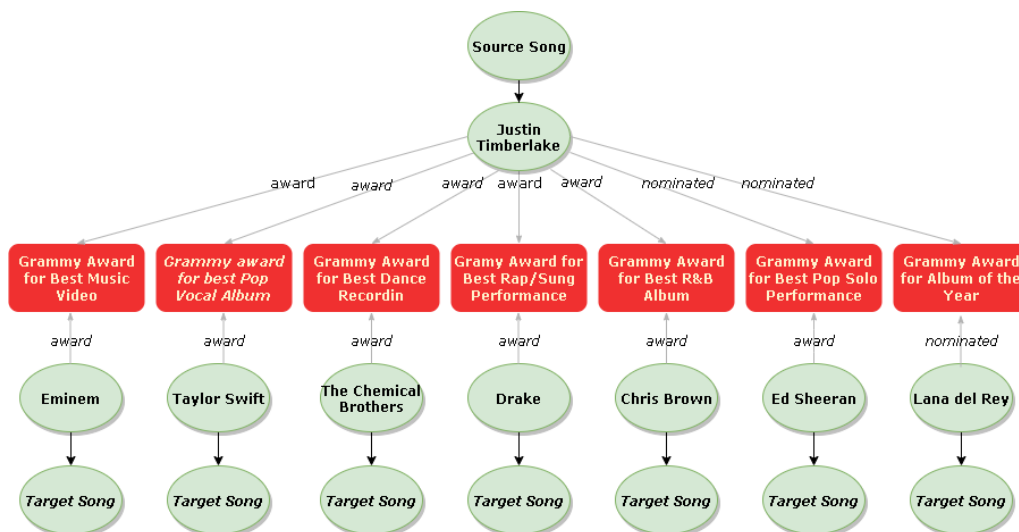 Source Song
Justin
Timberlake
award
award
award
award
award
nominated
nominated
Grammy Award
for Best Music
Video
Grammy award
for best Pop
Vocal Album
Grammy Award
for Best Dance
Recordin
Gramy Award for
Best Rap/Sung
Performance
Grammy Award
for Best R&B
Album
Grammy Award
for Best Pop Solo
Performance
Grammy Award
for Album of the
Year
award
award
award
award
award
award
nominated
Eminem
Taylor Swift
The Chemical
Brothers
Drake
Chris Brown
Ed Sheeran
Lana del Rey
Target Song
Target Song
Target Song
Target Song
Target Song
Target Song
Target Song